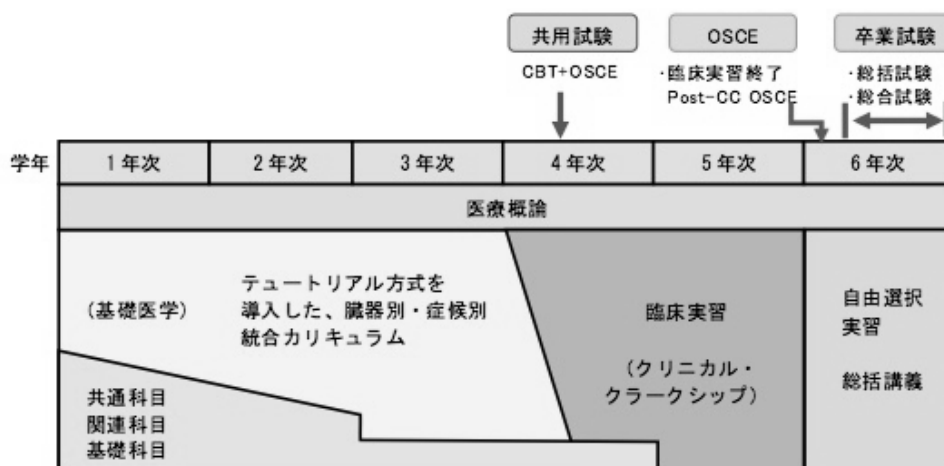 共用試験
OSCE
卒業試験
CBT+OSCE
・臨床実習終了
Post-CC OSCE
・総括試験
・総合試験
学年
1年次
2年次
3年次
4年次
5年次
6年次
医療概論
(基礎医学)
テュートリアル方式を
導入した、臓器別・症候別
統合カリキュラム
臨床実習
(クリニカル・
クラークシップ)
自由選択
実習
総括講義
共通科目
関連科目
基礎科目